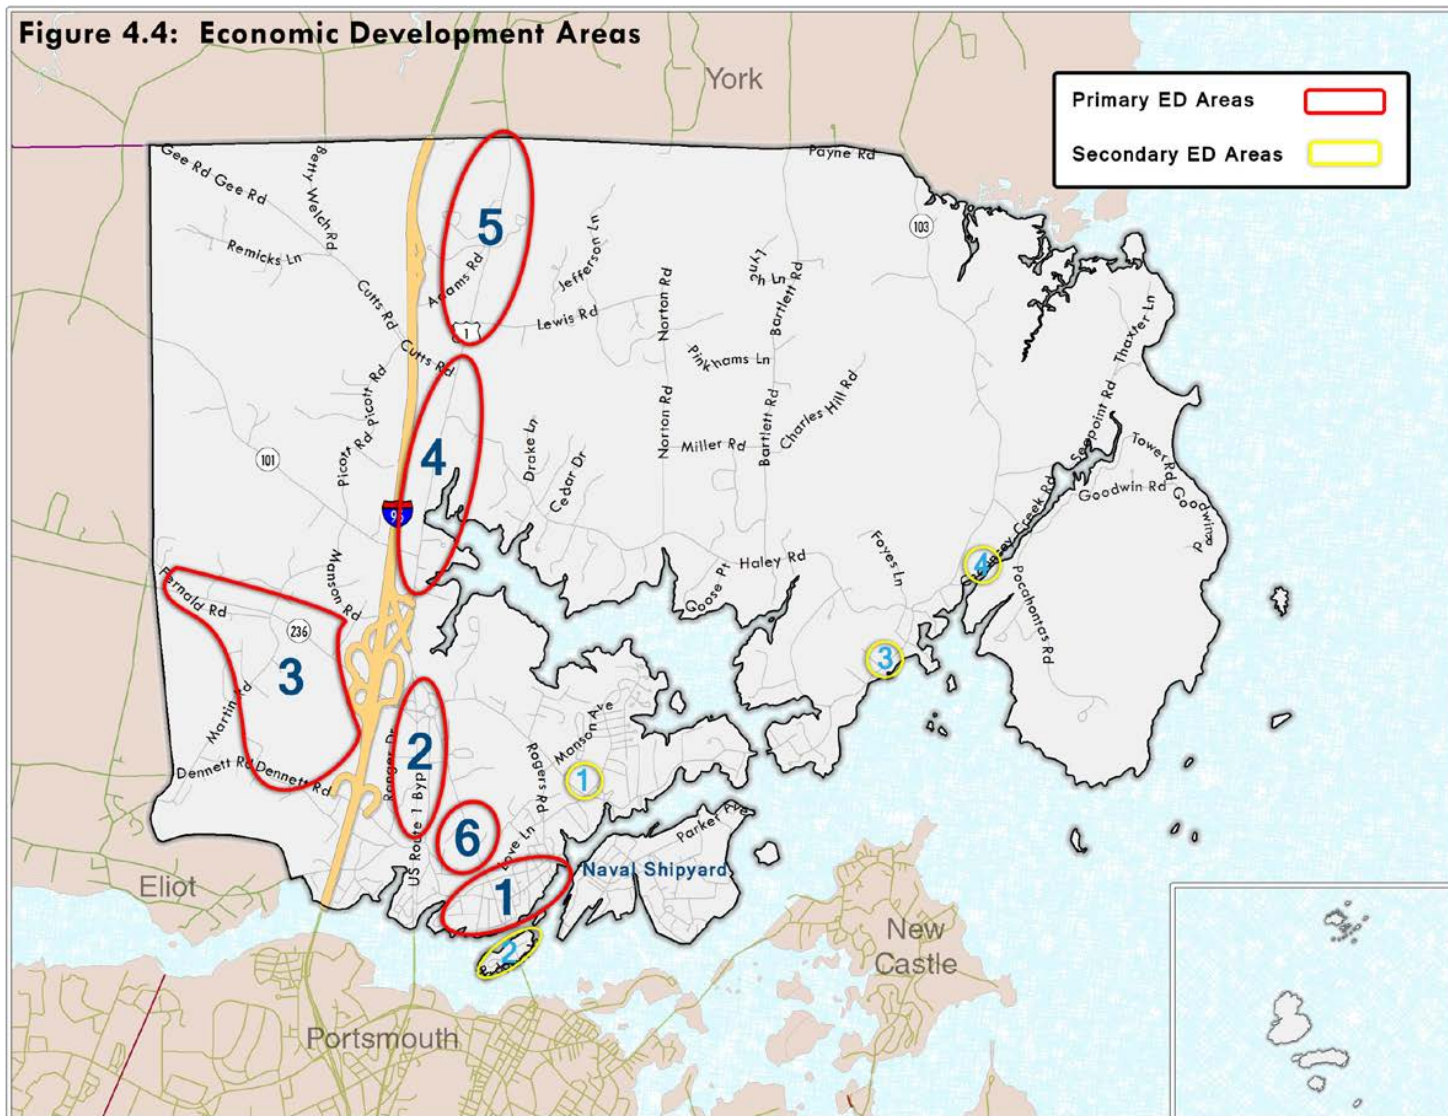 Figure 4.4: Economic Development Areas
York
Primary ED Areas
Secondary ED Areas
Payne Rd
Gee Rd Gee Rd
Betty Welch Rd
Remicks Ln
5
103
Jefferson Ln
Lynch Ln
Bartlett Rd
Adams Rd
Norton Rd
Cutts Rd
1
Lewis Rd
Thaxter Ln
Cutts Rd
Pinkhams Ln
Picott Rd
Charles Hill Rd
Seapoint Rd
4
Drake Ln
Norton Rd
Miller Rd
Bartlett Rd
Tower Rd
101
Picott Rd
Cedar Dr
Goodwin Rd
Goodwin Rd
95
Creek Rd
Haley Rd
Foyes Ln
4
Manson Rd
Goose Pt
Fernald Rd
Pocahontas Rd
236
3
3
Martin Rd
Manson Ave
2
Rogers Rd
Dennett Rd Dennett Rd
Ranger Dr
US Route 1 Byp
1
6
Love Ln
Parker Ave
Naval Shipyard
Eliot
1
2
New
Castle
Portsmouth